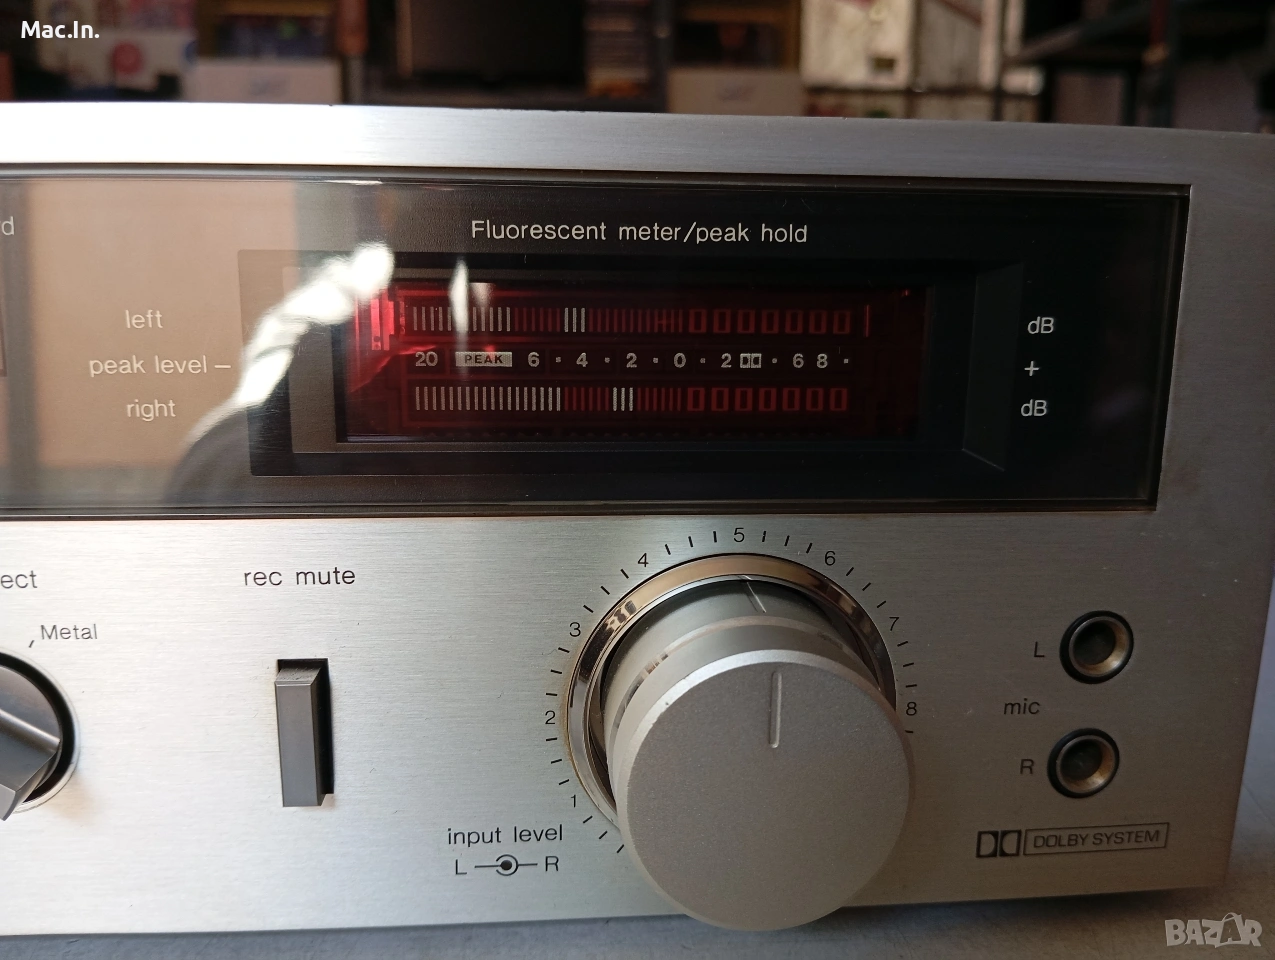 Mac.In.
d
Fluorescent meter/peak hold
left
dB
20 PEAK 6 · 4 · 2 · 0 · 2 · 6 8 ·
peak level –
+
right
dB
ect
rec mute
Metal
1 2 3 4 5 6 7 8
L
mic
R
input level
L R
DOLBY SYSTEM
BAZAR